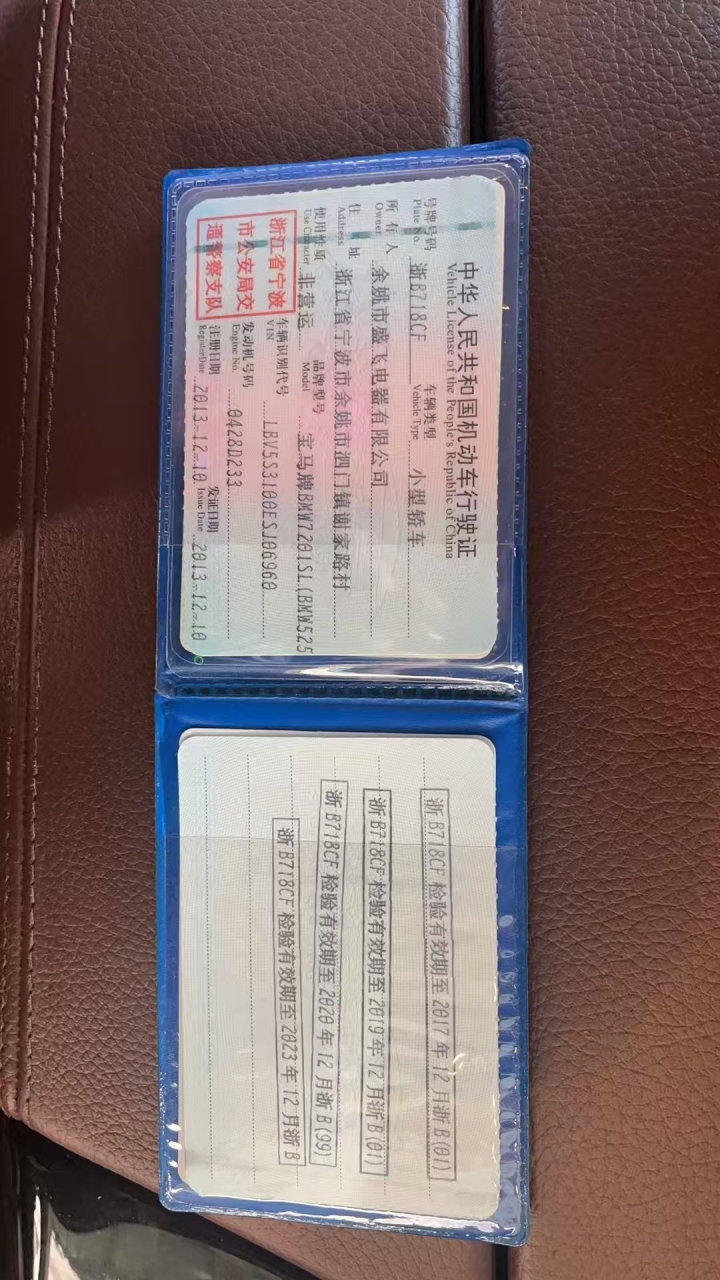 中华人民共和国机动车行驶证
Vehicle License of the People's Republic of China
号牌号码 浙B718CF 车辆类型 小型轿车
Plate No. Vehicle Type
所有人 余姚市盛飞电器有限公司
Owner
住址 浙江省宁波市余姚市泗门镇谢家路村
Address
使用性质 非营运 品牌型号 宝马牌BMW7201SL(BMW525
Use Character Model
浙江省宁波
市公安局交
通警察支队
车辆识别代号 LBV5S3100ESJ06960
VIN
发动机号码 0428D233
Engine No.
注册日期 2013-12-10 发证日期 2013-12-10
Register Date Issue Date
浙B718CF 检验有效期至2017年12月浙B(01)
浙B718CF 检验有效期至2019年12月浙B(01)
浙B718CF 检验有效期至2020年12月浙B(99)
浙B718CF 检验有效期至2023年12月浙B